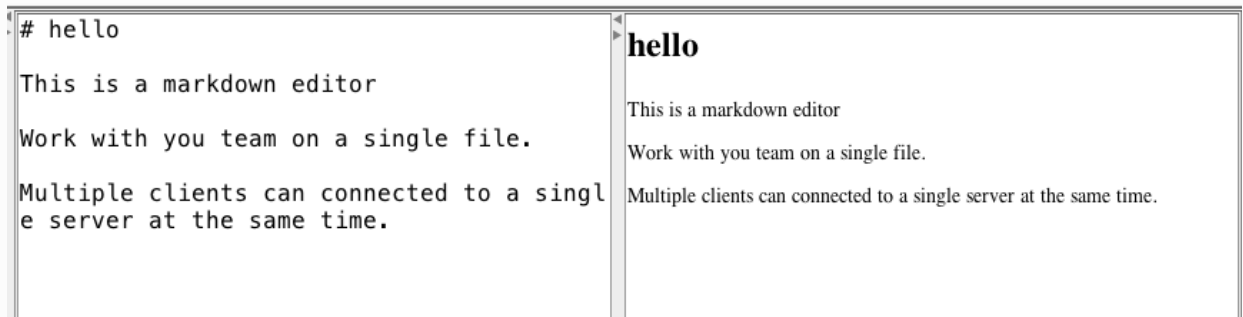 # hello
This is a markdown editor
Work with you team on a single file.
Multiple clients can connected to a singl
e server at the same time.
hello
This is a markdown editor
Work with you team on a single file.
Multiple clients can connected to a single server at the same time.